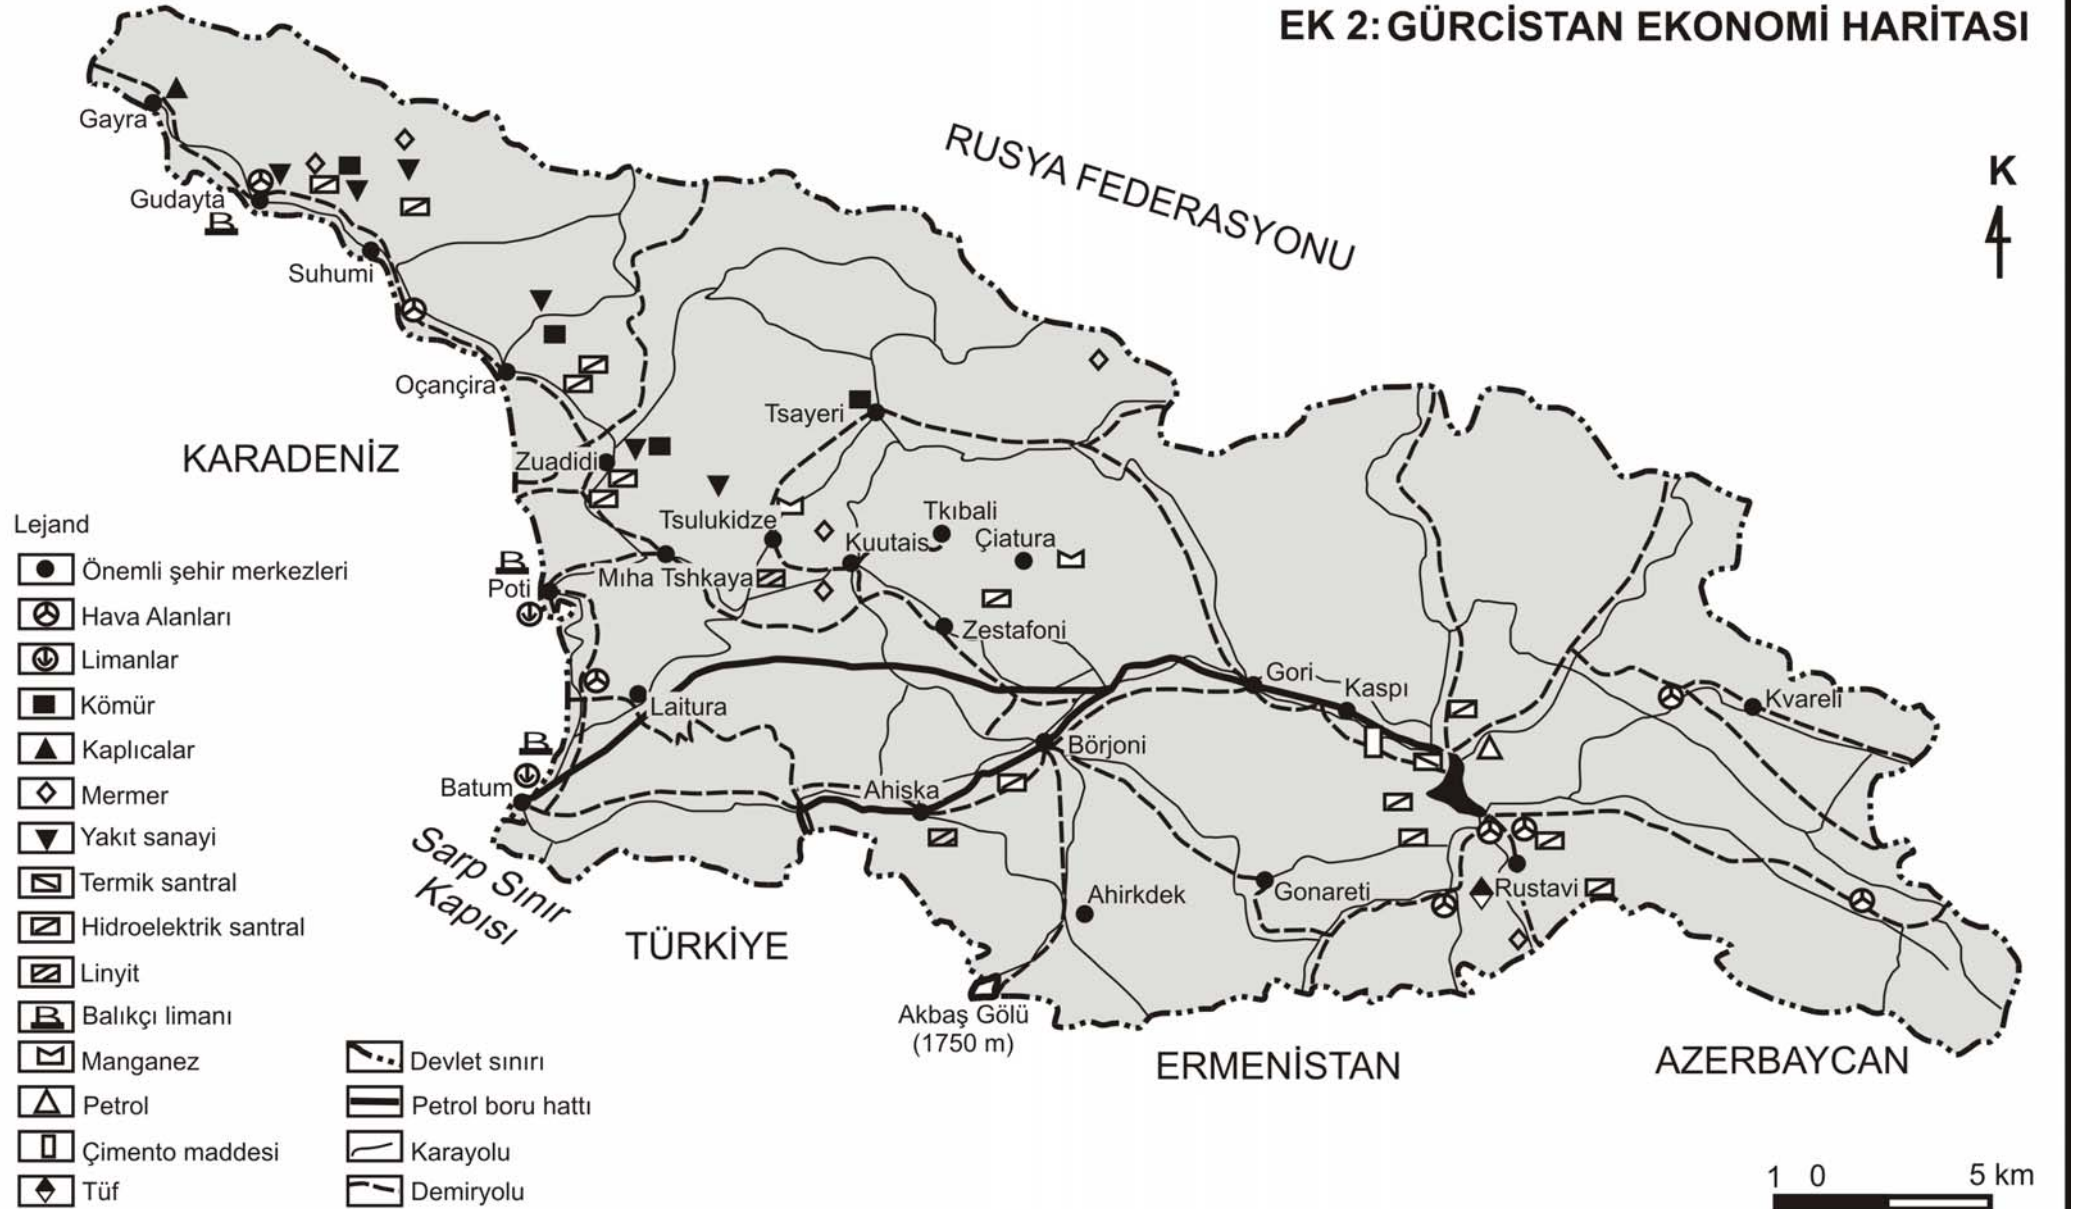 EK 2: GÜRCİSTAN EKONOMİ HARİTASI
RUSYA FEDERASYONU
K
Gayra
Gudayta
B
Suhumi
Oçançira
KARADENİZ
Tsayeri
Zuadidi
Tsulukidze
Tkıbali
Kuutais
Çiatura
B
Poti
Mıha Tshkaya
Zestafoni
Laitura
Gori
Kaspı
Kvareli
B
Batum
Börjoni
Ahiska
Sarp Sınır
Kapısı
TÜRKİYE
Ahirkdek
Gonareti
Rustavi
Akbaş Gölü
(1750 m)
ERMENİSTAN
AZERBAYCAN
Lejand
Önemli şehir merkezleri
Hava Alanları
Limanlar
Kömür
Kaplıcalar
Mermer
Yakıt sanayi
Termik santral
Hidroelektrik santral
Linyit
B Balıkçı limanı
Manganez
Petrol
Çimento maddesi
Tüf
Devlet sınırı
Petrol boru hattı
Karayolu
Demiryolu
1 0 5 km